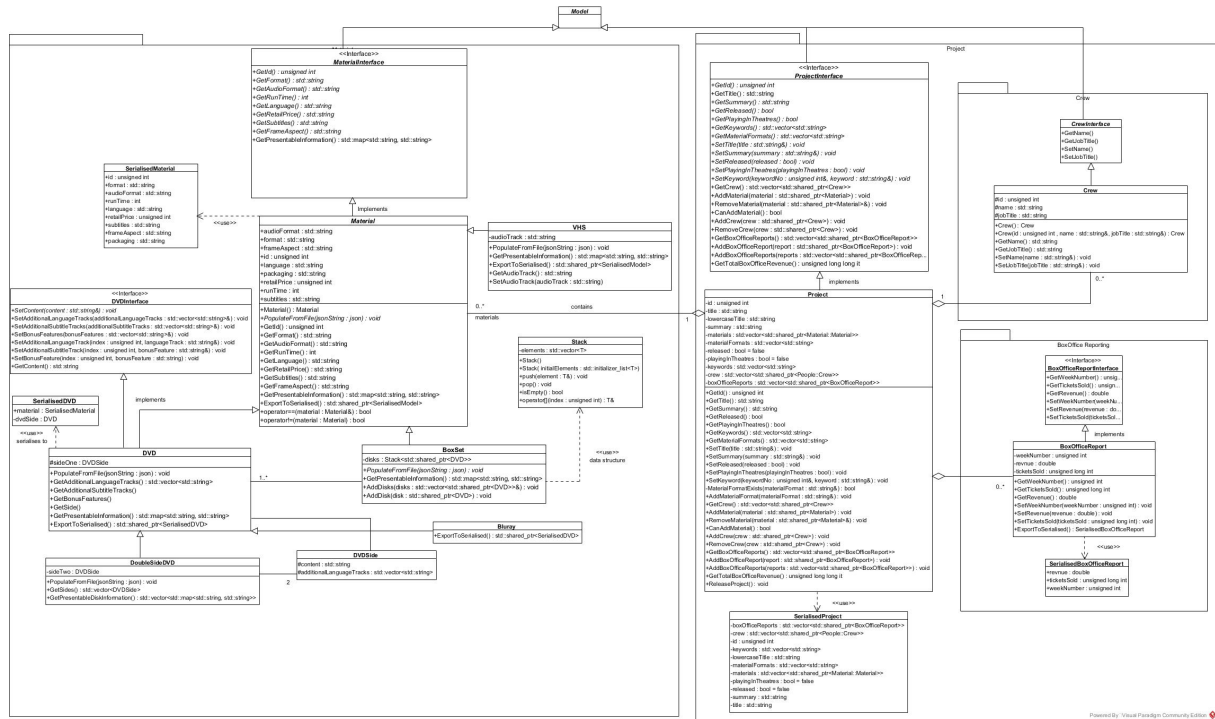 Model
<<Interface>>
MaterialInterface
+GetId() : unsigned int
+GetFormat() : std::string
+GetAudioFormat() : std::string
+GetRunTime() : int
+GetLanguage() : std::string
+GetRetailPrice() : std::string
+GetSubtitles() : std::string
+GetFrameAspect() : std::string
+GetPresentableInformation() : std::map<std::string, std::string>
SerialisedMaterial
+id : unsigned int
+format : std::string
+audioFormat : std::string
+runTime : int
+language : std::string
+retailPrice : unsigned int
+subtitles : std::string
+frameAspect : std::string
+packaging : std::string
<<use>>
Implements
Material
+audioFormat : std::string
+format : std::string
+frameAspect : std::string
+id : unsigned int
+language : std::string
+packaging : std::string
+retailPrice : unsigned int
+runTime : int
+subtitles : std::string
+Material() : Material
+PopulateFromFile(jsonString : json) : void
+GetId() : unsigned int
+GetFormat() : std::string
+GetAudioFormat() : std::string
+GetRunTime() : int
+GetLanguage() : std::string
+GetRetailPrice() : std::string
+GetSubtitles() : std::string
+GetFrameAspect() : std::string
+GetPresentableInformation() : std::map<std::string, std::string>
+ExportToSerialised() : std::shared_ptr<SerialisedModel>
+operator==(material : Material&) : bool
+operator!=(material : Material) : bool
VHS
-audioTrack : std::string
+PopulateFromFile(jsonString : json) : void
+GetPresentableInformation() : std::map<std::string, std::string>
+ExportToSerialised() : std::shared_ptr<SerialisedModel>
+GetAudioTrack() : std::string
+SetAudioTrack(audioTrack : std::string)
0..*
materials
contains
1
<<Interface>>
DVDInterface
+SetContent(content : std::string&) : void
+SetAdditionalLanguageTracks(additionalLanguageTracks : std::vector<std::string>&) : void
+SetAdditionalSubtitleTracks(additionalSubtitleTracks : std::vector<std::string>&) : void
+SetBonusFeatures(bonusFeatures : std::vector<std::string>&) : void
+SetAdditionalLanguageTrack(index : unsigned int, languageTrack : std::string&) : void
+SetAdditionalSubtitleTrack(index : unsigned int, bonusFeature : std::string&) : void
+SetBonusFeature(index : unsigned int, bonusFeature : std::string) : void
+GetContent() : std::string
Stack
-elements : std::vector<T>
+Stack()
+Stack( initialElements : std::initializer_list<T>)
+push(element : T&) : void
+pop() : void
+isEmpty() : bool
+operator[](index : unsigned int) : T&
SerialisedDVD
+material : SerialisedMaterial
-dvdSide : DVD
<<use>>
serialises to
implements
DVD
#sideOne : DVDSide
+PopulateFromFile(jsonString : json) : void
+GetAdditionalLanguageTracks() : void
+GetAdditionalSubtitleTracks()
+GetBonusFeatures()
+GetSide()
+GetPresentableInformation() : std::map<std::string, std::string>
+ExportToSerialised : std::shared_ptr<SerialisedDVD>
1..*
BoxSet
-disks : Stack<std::shared_ptr<DVD>>
+PopulateFromFile(jsonString : json) : void
+GetPresentableInformation() : std::map<std::string, std::string>
+AddDisks(disks : std::vector<std::shared_ptr<DVD>>&) : void
+AddDisk(disk : std::shared_ptr<DVD>) : void
<<use>>
data structure
Bluray
+ExportToSerialised() : std::shared_ptr<SerialisedDVD>
DVDSide
#content : std::string
#additionalLanguageTracks : std::vector<std::string>
2
DoubleSideDVD
-sideTwo : DVDSide
+PopulateFromFile(jsonString : json) : void
+GetSides() : std::vector<DVDSide>
+GetPresentableDiskInformation() : std::vector<std::map<std::string, std::string>>
Project
<<Interface>>
ProjectInterface
+GetId() : unsigned int
+GetTitle() : std::string
+GetSummary() : std::string
+GetReleased() : bool
+GetPlayingInTheatres() : bool
+GetKeywords() : std::vector<std::string>
+GetMaterialFormats() : std::vector<std::string>
+SetTitle(title : std::string&) : void
+SetSummary(summary : std::string) : void
+SetReleased(released : bool) : void
+SetPlayingInTheatres(playingInTheatres : bool) : void
+SetKeyword(keywordNo : unsigned int&, keyword : std::string) : void
+GetCrew() : std::vector<std::shared_ptr<Crew>>
+AddMaterial(material : std::shared_ptr<Material>) : void
+RemoveMaterial(material : std::shared_ptr<Material>&) : void
+CanAddMaterial() : bool
+AddCrew(crew : std::shared_ptr<Crew>) : void
+RemoveCrew(crew : std::shared_ptr<Crew>) : void
+GetBoxOfficeReports() : std::vector<std::shared_ptr<BoxOfficeReport>>
+AddBoxOfficeReport(report : std::shared_ptr<BoxOfficeReport>) : void
+AddBoxOfficeReports(reports : std::vector<std::shared_ptr<BoxOfficeRep...
+GetTotalBoxOfficeRevenue() : unsigned long long it
implements
Project
-id : unsigned int
-title : std::string
-lowercaseTitle : std::string
-summary : std::string
-materials : std::vector<std::shared_ptr<Material::Material>>
-materialFormats : std::vector<std::string>
-released : bool = false
-playingInTheatres : bool = false
-keywords : std::vector<std::string>
-crew : std::vector<std::shared_ptr<People::Crew>>
-boxOfficeReports : std::vector<std::shared_ptr<BoxOfficeReport>>
+GetId() : unsigned int
+GetTitle() : std::string
+GetSummary() : std::string
+GetReleased() : bool
+GetPlayingInTheatres() : bool
+GetKeywords() : std::vector<std::string>
+GetMaterialFormats() : std::vector<std::string>
+SetTitle(title : std::string&) : void
+SetSummary(summary : std::string&) : void
+SetReleased(released : bool) : void
+SetPlayingInTheatres(playingInTheatres : bool) : void
+SetKeyword(keywordNo : unsigned int&, keyword : std::string&) : void
-MaterialFormatExists(materialFormat : std::string&) : bool
+AddMaterialFormat(materialFormat : std::string&) : void
+GetCrew() : std::vector<std::shared_ptr<Crew>>
+AddMaterial(material : std::shared_ptr<Material>) : void
+RemoveMaterial(material : std::shared_ptr<Material>&) : void
+CanAddMaterial() : bool
+AddCrew(crew : std::shared_ptr<Crew>) : void
+RemoveCrew(crew : std::shared_ptr<Crew>) : void
+GetBoxOfficeReports() : std::vector<std::shared_ptr<BoxOfficeReport>>
+AddBoxOfficeReport(report : std::shared_ptr<BoxOfficeReport>) : void
+AddBoxOfficeReports(reports : std::vector<std::shared_ptr<BoxOfficeReport>>) : void
+GetTotalBoxOfficeRevenue() : unsigned long long it
+ReleaseProject() : void
<<use>>
SerialisedProject
-boxOfficeReports : std::vector<std::shared_ptr<BoxOfficeReport>>
-crew : std::vector<std::shared_ptr<People::Crew>>
-id : unsigned int
-keywords : std::vector<std::string>
-lowercaseTitle : std::string
-materialFormats : std::vector<std::string>
-materials : std::vector<std::shared_ptr<Material::Material>>
-playingInTheatres : bool = false
-released : bool = false
-summary : std::string
-title : std::string
Crew
CrewInterface
+GetName()
+GetJobTitle()
+SetName()
+SetJobTitle()
Crew
#id : unsigned int
#name : std::string
#jobTitle : std::string
+Crew() : Crew
+Crew(id : unsigned int , name : std::string&, jobTitle : std::string&) : Crew
+GetName() : std::string
+GetJobTitle() : std::string
+SetName(name : std::string&) : void
+SetJobTitle(jobTitle : std::string&) : void
1
0..*
BoxOffice Reporting
<<Interface>>
BoxOfficeReportInterface
+GetWeekNumber() : unsig...
+GetTicketsSold() : unsig...
+GetRevenue() : double
+SetWeekNumber(weekNu...
+SetRevenue(revenue : do...
+SetTicketsSold(ticketsSol...
implements
BoxOfficeReport
-weekNumber : unsigned int
-revnue : double
-ticketsSold : unsigned long int
+GetWeekNumber() : unsigned int
+GetTicketsSold() : unsigned long int
+GetRevenue() : double
+SetWeekNumber(weekNumber : unsigned int) : void
+SetRevenue(revenue : double) : void
+SetTicketsSold(ticketsSold : unsigned long int) : void
+ExportToSerialised() : SerialisedBoxOfficeReport
0..*
<<use>>
SerialisedBoxOfficeReport
+revnue : double
+ticketsSold : unsigned long int
+weekNumber : unsigned int
Powered By : Visual Paradigm Community Edition